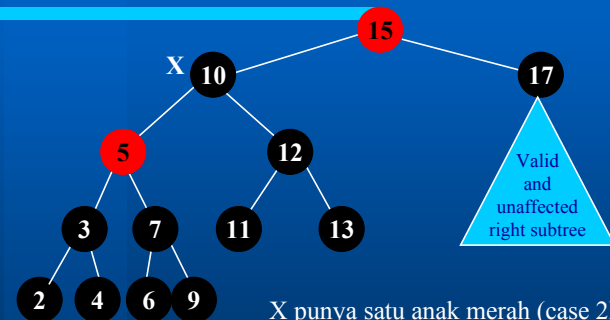 15
X
10
17
5
12
Valid
and
unaffected
right subtree
3
7
11
13
2
4
6
9
X punya satu anak merah (case 2